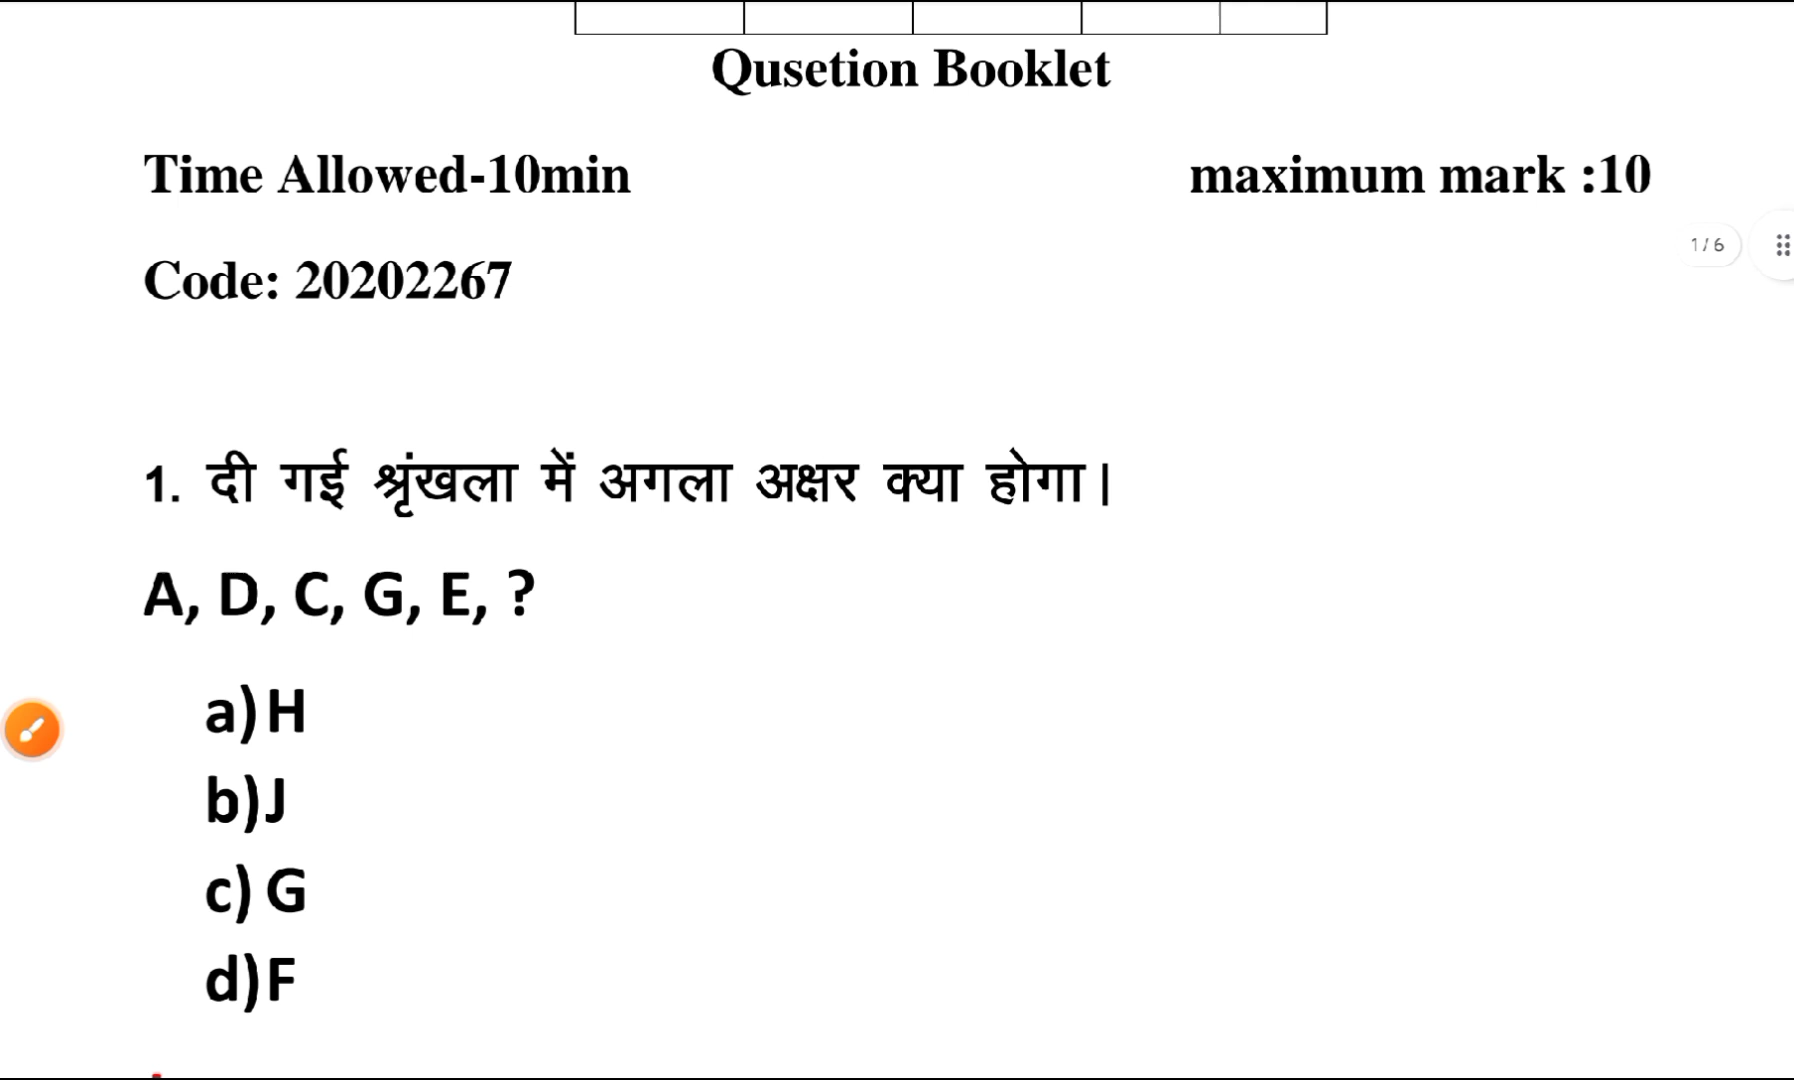 Qusetion Booklet
Time Allowed-10min maximum mark :10
1 / 6
Code: 20202267
1. दी गई श्रृंखला में अगला अक्षर क्या होगा।
A, D, C, G, E, ?
a) H
b) J
c) G
d) F